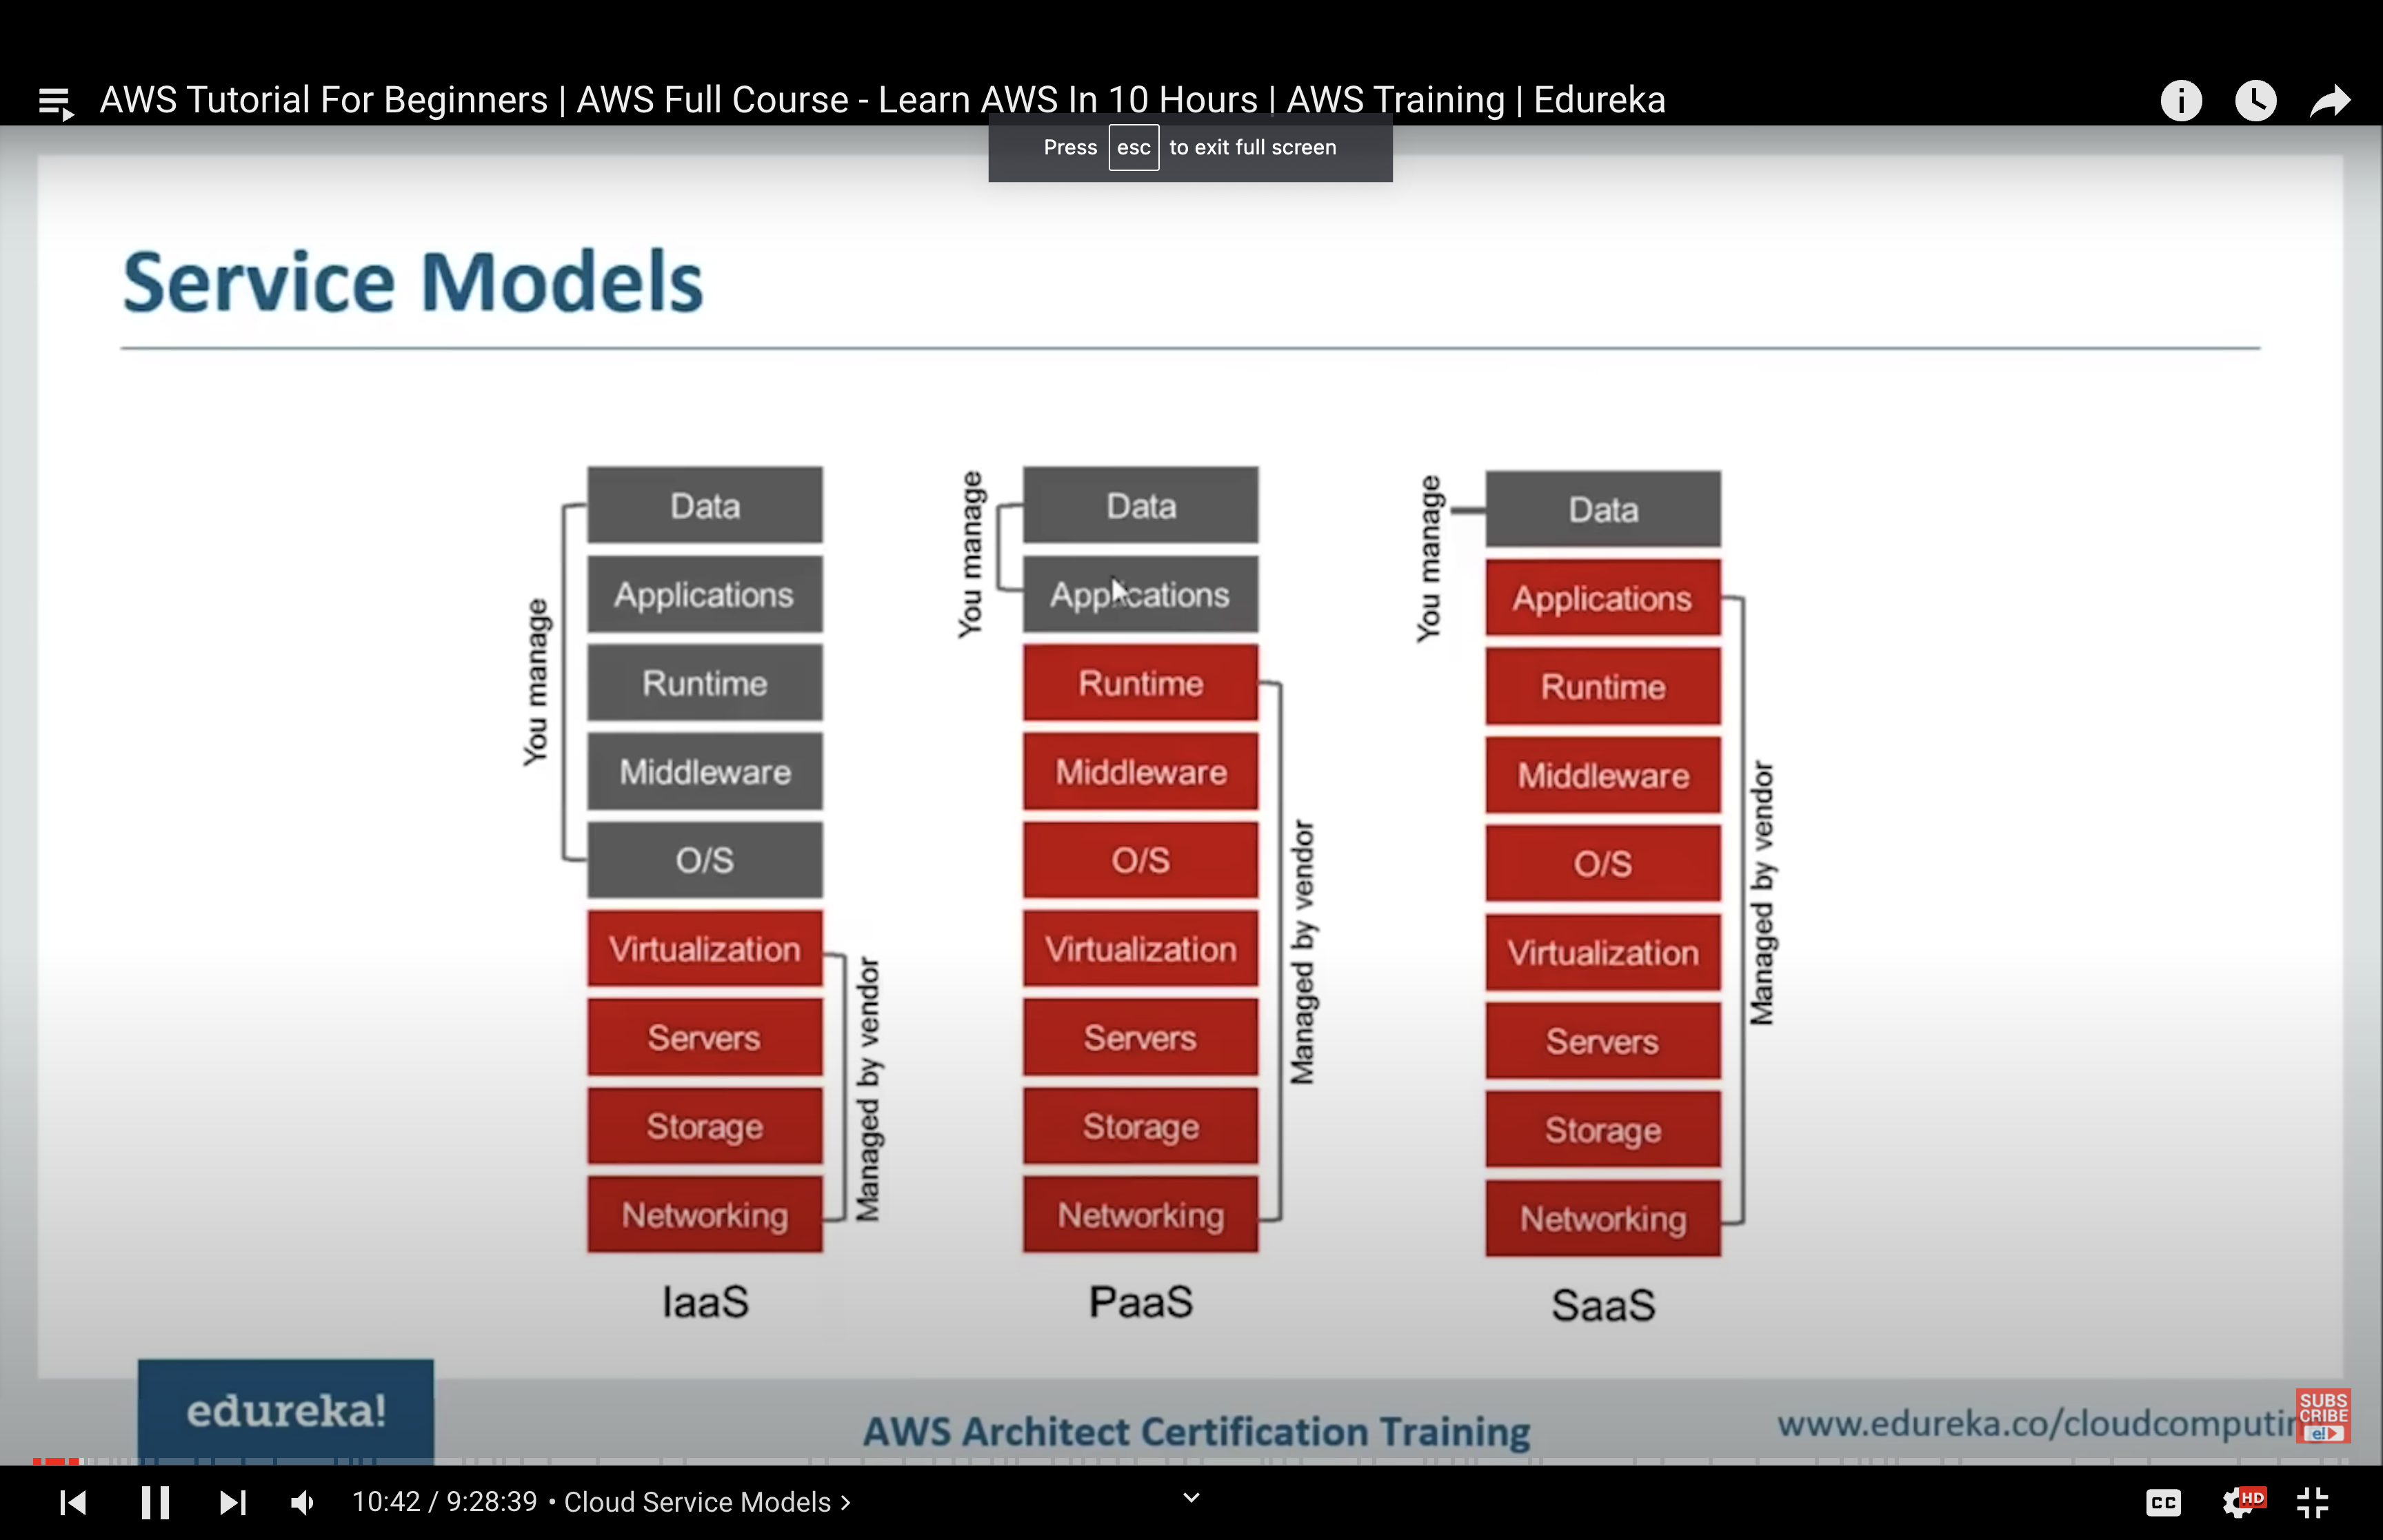 AWS Tutorial For Beginners | AWS Full Course - Learn AWS In 10 Hours | AWS Training | Edureka
Press esc to exit full screen
Service Models
You manage
Data
Applications
Runtime
Middleware
O/S
Virtualization
Servers
Storage
Networking
Managed by vendor
IaaS
You manage
Data
Applications
Runtime
Middleware
O/S
Virtualization
Servers
Storage
Networking
Managed by vendor
PaaS
You manage
Data
Applications
Runtime
Middleware
O/S
Virtualization
Servers
Storage
Networking
Managed by vendor
SaaS
edureka!
AWS Architect Certification Training
www.edureka.co/cloudcomputin
SUBS
CRIBE
e!
10:42 / 9:28:39 • Cloud Service Models >
CC
HD